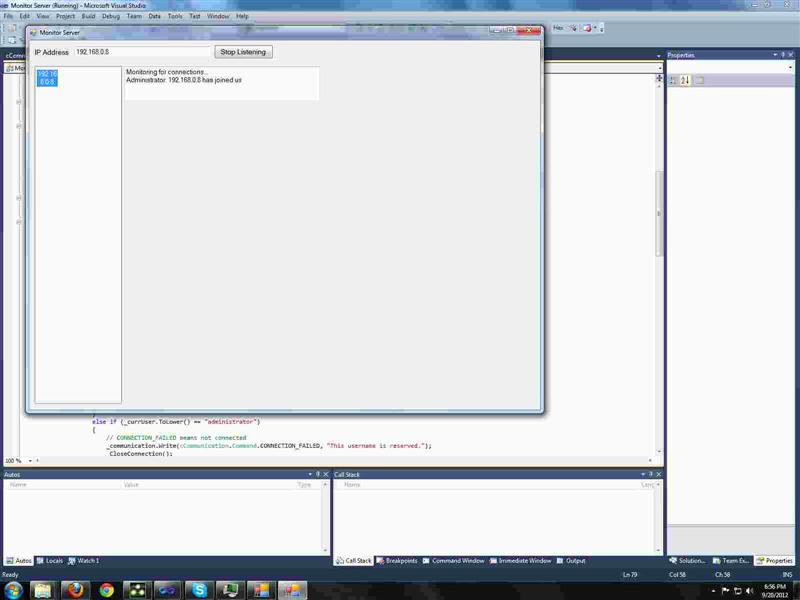 Monitor Server (Running) - Microsoft Visual Studio
File Edit View Project Build Debug Team Data Tools Test Window Help
Monitor Server
Hex
IP Address 192.168.0.8 Stop Listening
Properties
192.16
8.0.8
Monitoring for connections...
Administrator: 192.168.0.8 has joined us
else if (_currUser.ToLower() == "administrator")
{
// CONNECTION_FAILED means not connected
_communication.Write(cCommunication.Command.CONNECTION_FAILED, "This username is reserved.");
CloseConnection();
100 %
Autos
Name Value Type
Call Stack
Name Lang
Autos Locals Watch 1
Call Stack Breakpoints Command Window Immediate Window Output
Solution... Team Ex... Properties
Ready Ln 79 Col 58 Ch 58 INS
6:56 PM
9/20/2012